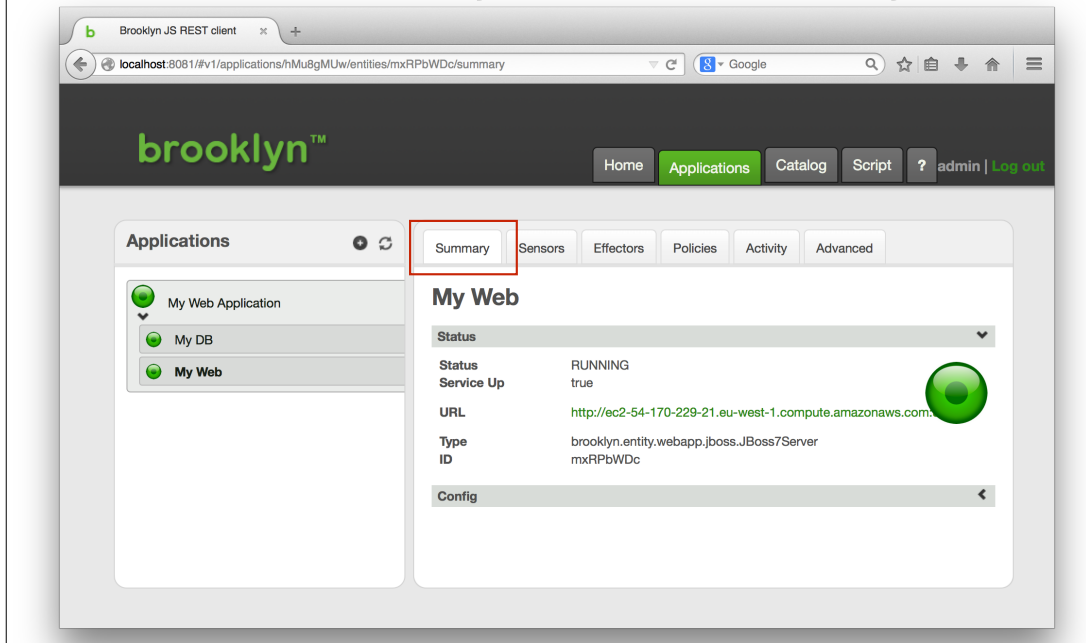 b Brooklyn JS REST client × +
localhost:8081/#v1/applications/hMu8gMUw/entities/mxRPbWDc/summary 8 Google
brooklyn™
Home Applications Catalog Script ? admin | Log out
Applications
Summary Sensors Effectors Policies Activity Advanced
My Web Application
My DB
My Web
My Web
Status
Status RUNNING
Service Up true
URL http://ec2-54-170-229-21.eu-west-1.compute.amazonaws.com:
Type brooklyn.entity.webapp.jboss.JBoss7Server
ID mxRPbWDc
Config